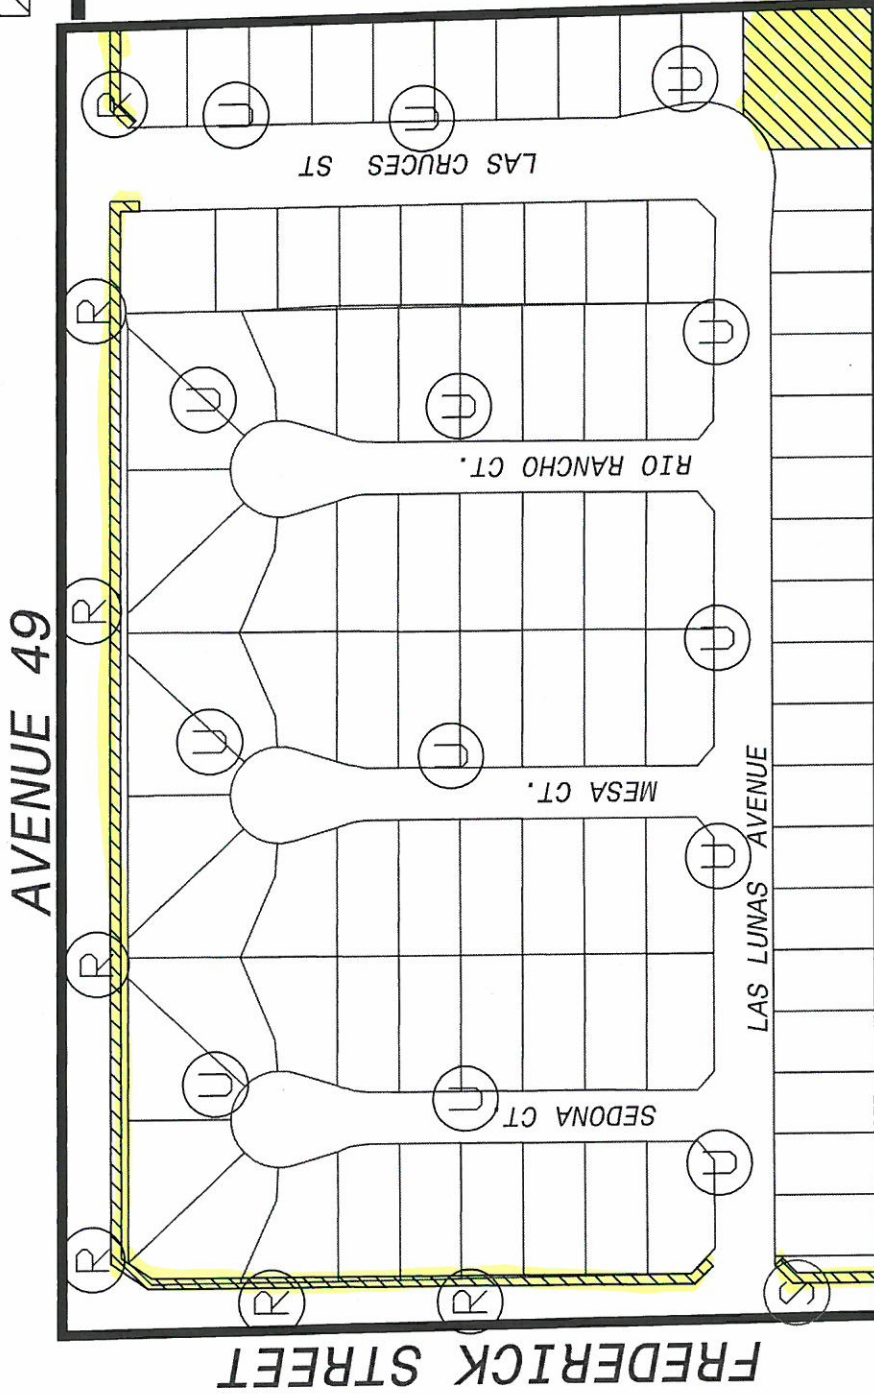 AVENUE 49
R
U
U
U
LAS CRUCES ST
R
U
U
U
RIO RANCHO CT.
R
U
U
U
MESA CT.
U
LAS LUNAS AVENUE
R
U
U
SEDONA CT.
U
R
R
R
S
FREDERICK STREET